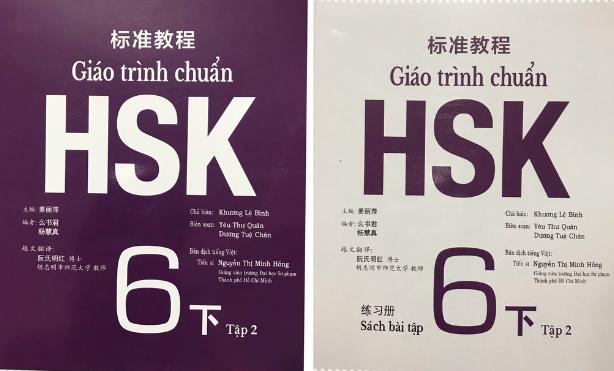 标准教程
Giáo trình chuẩn
HSK
主编: 姜丽萍
编者: 么书君
杨慧真
越文翻译:
阮氏明红 博士
胡志明市师范大学 教师
Chủ biên: Khương Lệ Bình
Biên soạn: Yêu Thư Quân
Dương Tuệ Chân
Bản dịch tiếng Việt:
Tiến sĩ Nguyễn Thị Minh Hồng
Giảng viên trường Đại học Sư phạm
Thành phố Hồ Chí Minh
6下 Tập 2
标准教程
Giáo trình chuẩn
HSK
主编: 姜丽萍
编者: 么书君
杨慧真
越文翻译:
阮氏明红 博士
胡志明市师范大学 教师
Chủ biên: Khương Lệ Bình
Biên soạn: Yêu Thư Quân
Dương Tuệ Chân
Bản dịch tiếng Việt:
Tiến sĩ Nguyễn Thị Minh Hồng
Giảng viên trường Đại học Sư phạm
Thành phố Hồ Chí Minh
练习册
Sách bài tập
6下 Tập 2